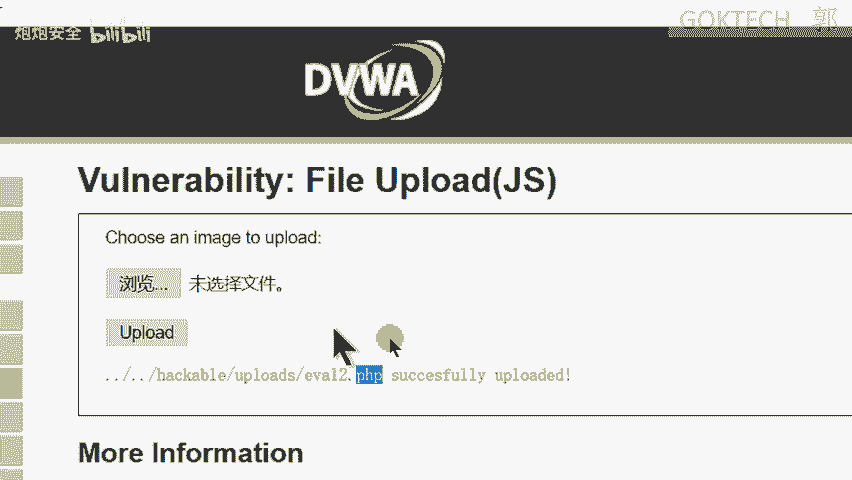 炮炮安全 bilibili
GOKTECH 郭
DVWA
Vulnerability: File Upload(JS)
Choose an image to upload:
浏览... 未选择文件。
Upload
../../hackable/uploads/eval2.php succesfully uploaded!
More Information